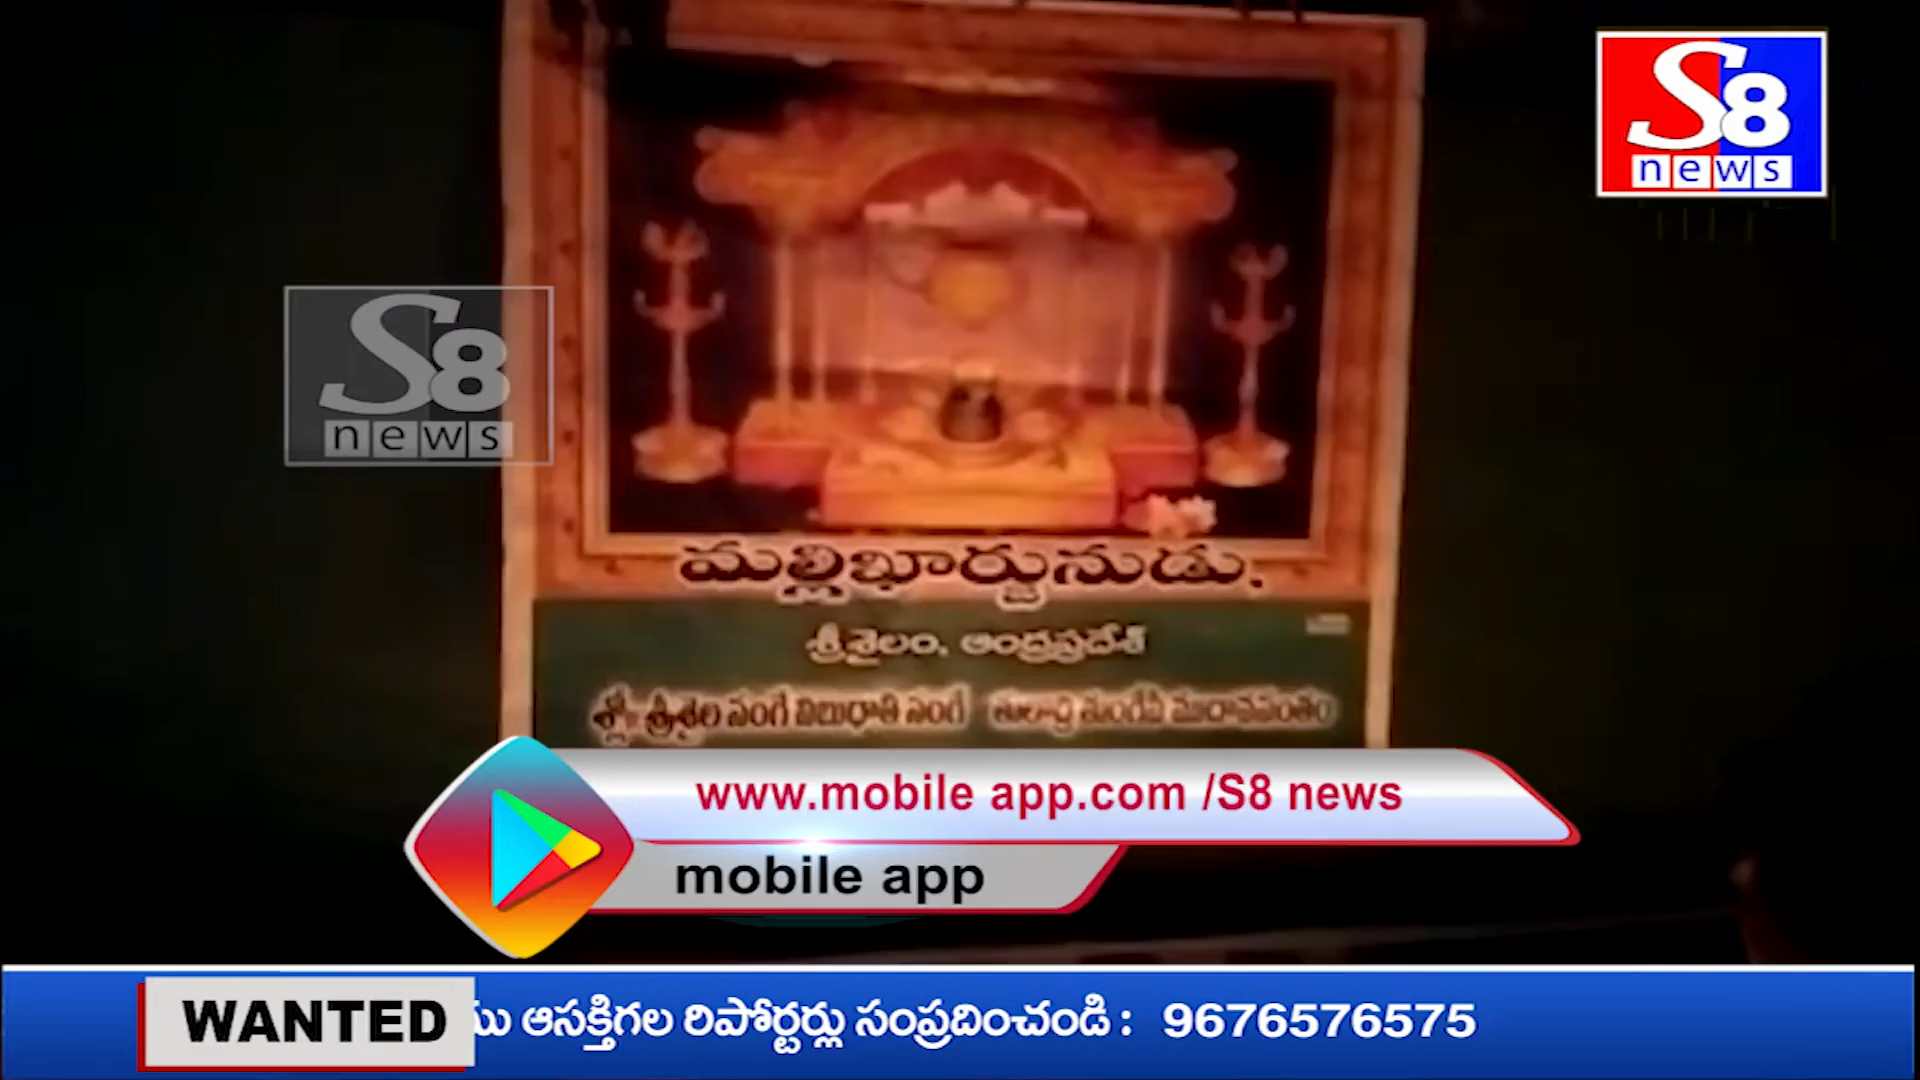 S8
news
S8
news
మల్లిఖార్జునుడు.
శ్రీశైలం, ఆంధ్రప్రదేశ్
శ్లో॥ శ్రీశైల సంగే విబుధాతి సంగే
www.mobile app.com /S8 news
mobile app
WANTED
ము ఆసక్తిగల రిపోర్టర్లు సంప్రదించండి : 9676576575